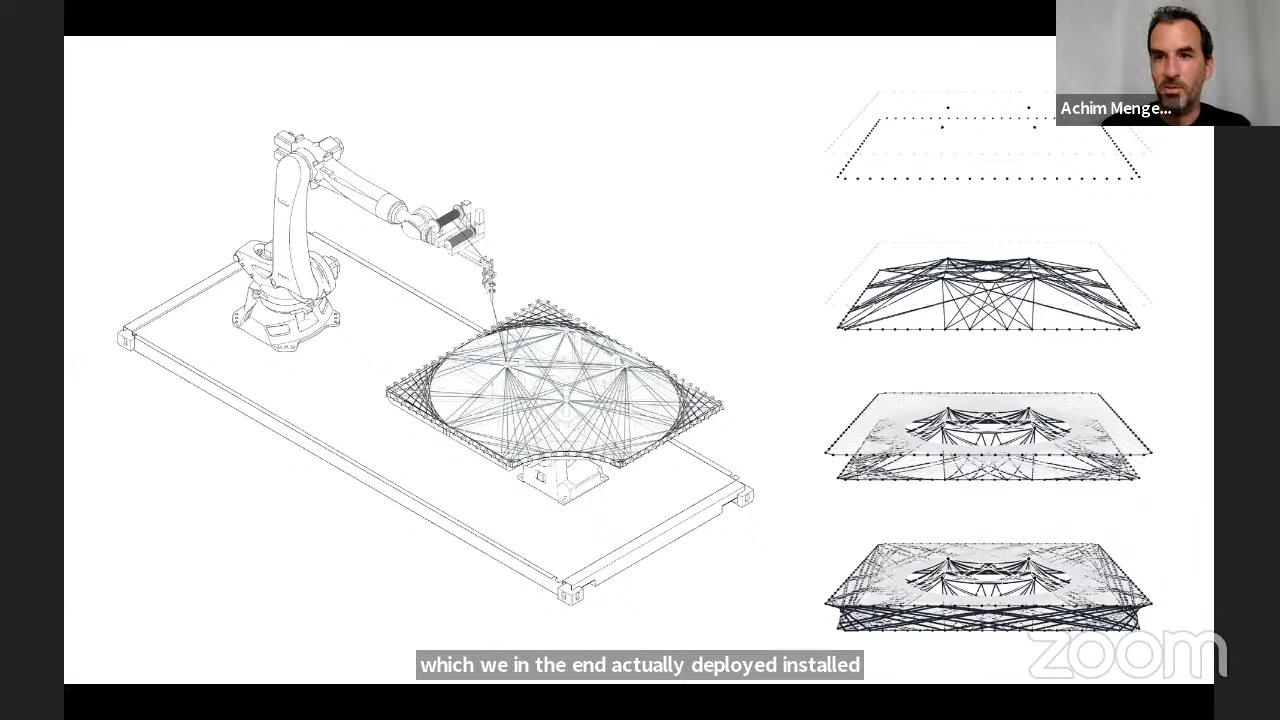 Achim Menge...
which we in the end actually deployed installed
zoom